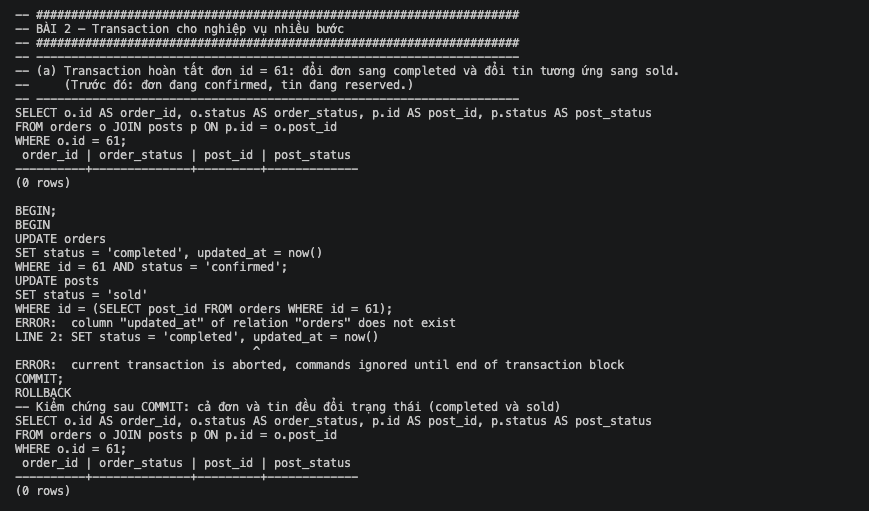 -- #####################################################################
-- BÀI 2 — Transaction cho nghiệp vụ nhiều bước
-- #####################################################################
-- ---------------------------------------------------------------------
-- (a) Transaction hoàn tất đơn id = 61: đổi đơn sang completed và đổi tin tương ứng sang sold.
--     (Trước đó: đơn đang confirmed, tin đang reserved.)
-- ---------------------------------------------------------------------
SELECT o.id AS order_id, o.status AS order_status, p.id AS post_id, p.status AS post_status
FROM orders o JOIN posts p ON p.id = o.post_id
WHERE o.id = 61;
 order_id | order_status | post_id | post_status
----------+--------------+---------+-------------
(0 rows)

BEGIN;
BEGIN
UPDATE orders
SET status = 'completed', updated_at = now()
WHERE id = 61 AND status = 'confirmed';
UPDATE posts
SET status = 'sold'
WHERE id = (SELECT post_id FROM orders WHERE id = 61);
ERROR:  column "updated_at" of relation "orders" does not exist
LINE 2: SET status = 'completed', updated_at = now()
                                  ^
ERROR:  current transaction is aborted, commands ignored until end of transaction block
COMMIT;
ROLLBACK
-- Kiểm chứng sau COMMIT: cả đơn và tin đều đổi trạng thái (completed và sold)
SELECT o.id AS order_id, o.status AS order_status, p.id AS post_id, p.status AS post_status
FROM orders o JOIN posts p ON p.id = o.post_id
WHERE o.id = 61;
 order_id | order_status | post_id | post_status
----------+--------------+---------+-------------
(0 rows)